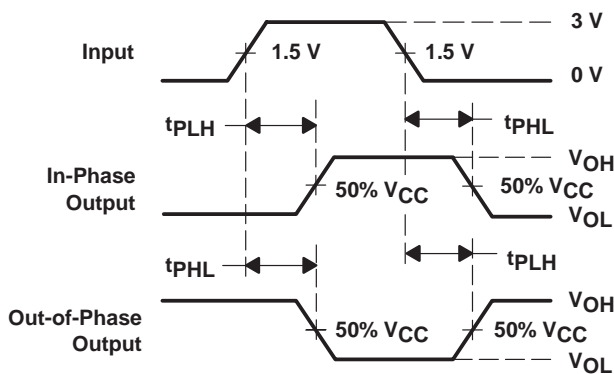 3 V
Input
1.5 V
1.5 V
0 V
tPLH
tPHL
VOH
In-Phase
Output
50% VCC
50% VCC
VOL
tPHL
tPLH
VOH
Out-of-Phase
Output
50% VCC
50% VCC
VOL